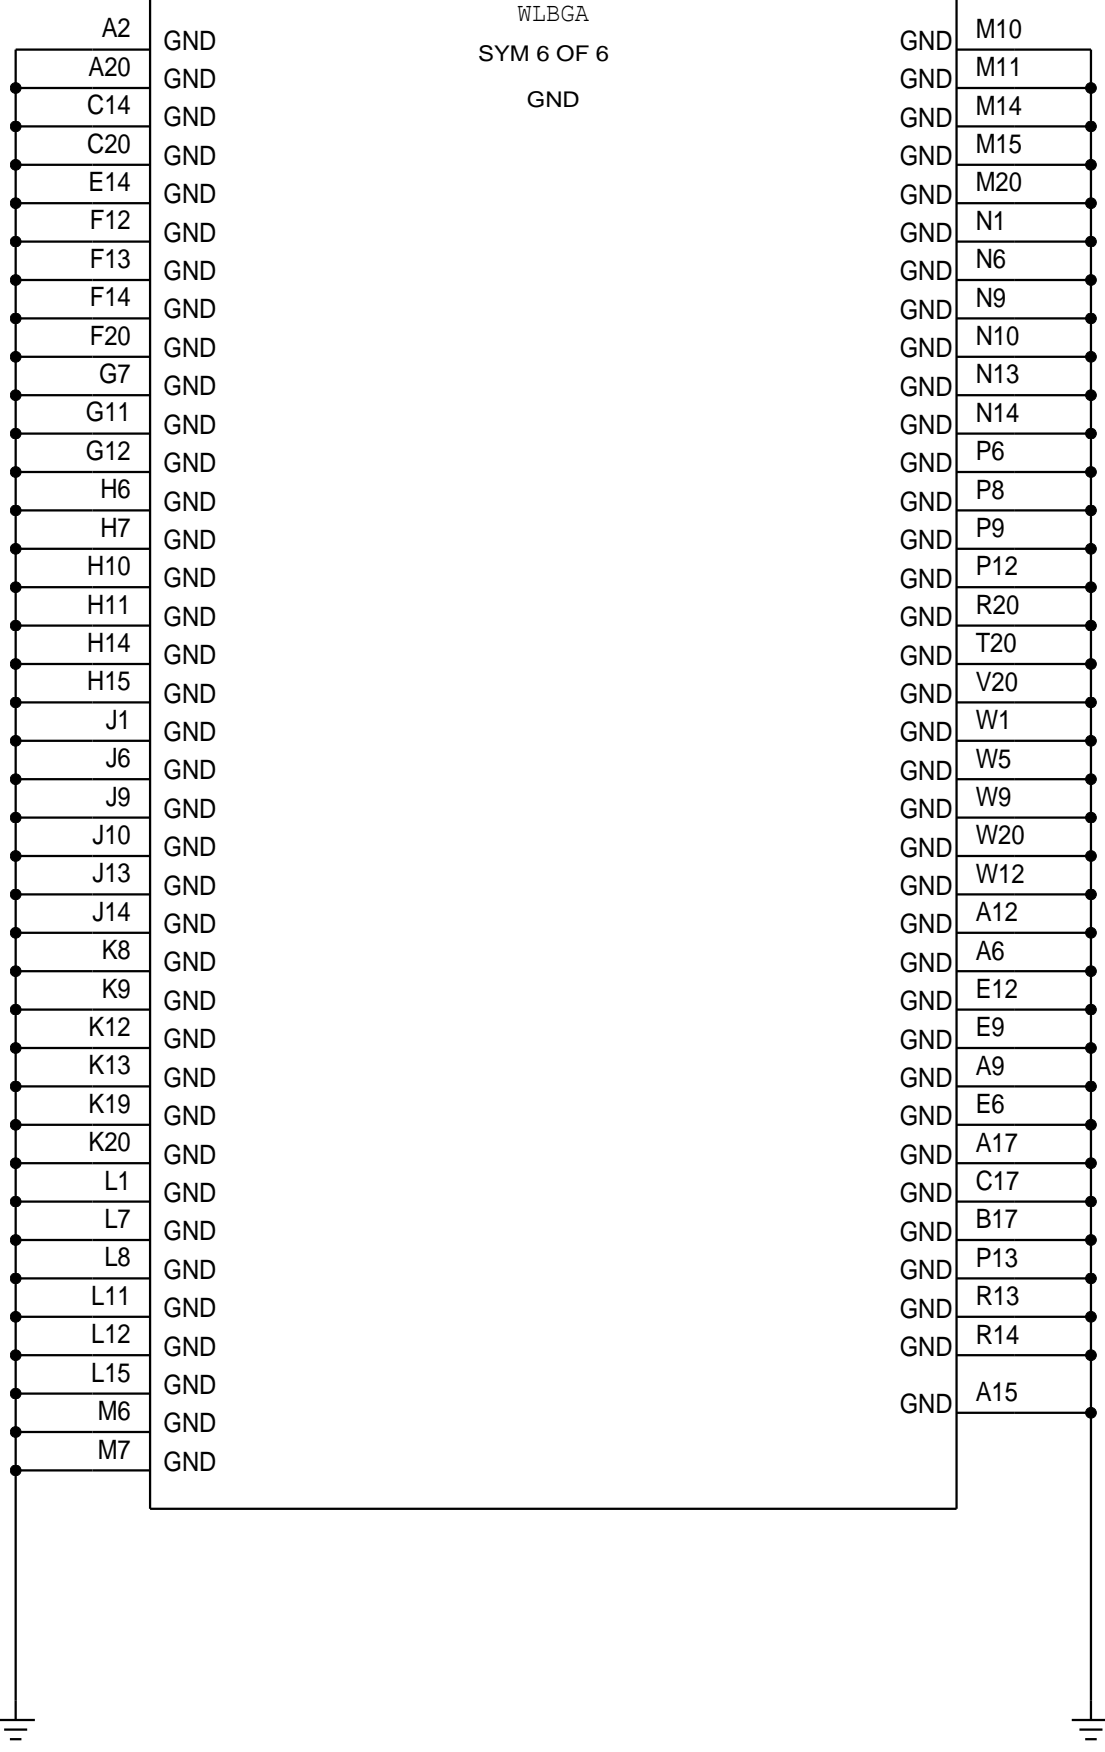 WLBGA
SYM 6 OF 6
GND
A2 GND GND M10
A20 GND GND M11
C14 GND GND M14
C20 GND GND M15
E14 GND GND M20
F12 GND GND N1
F13 GND GND N6
F14 GND GND N9
F20 GND GND N10
G7 GND GND N13
G11 GND GND N14
G12 GND GND P6
H6 GND GND P8
H7 GND GND P9
H10 GND GND P12
H11 GND GND R20
H14 GND GND T20
H15 GND GND V20
J1 GND GND W1
J6 GND GND W5
J9 GND GND W9
J10 GND GND W20
J13 GND GND W12
J14 GND GND A12
K8 GND GND A6
K9 GND GND E12
K12 GND GND E9
K13 GND GND A9
K19 GND GND E6
K20 GND GND A17
L1 GND GND C17
L7 GND GND B17
L8 GND GND P13
L11 GND GND R13
L12 GND GND R14
L15 GND GND A15
M6 GND
M7 GND